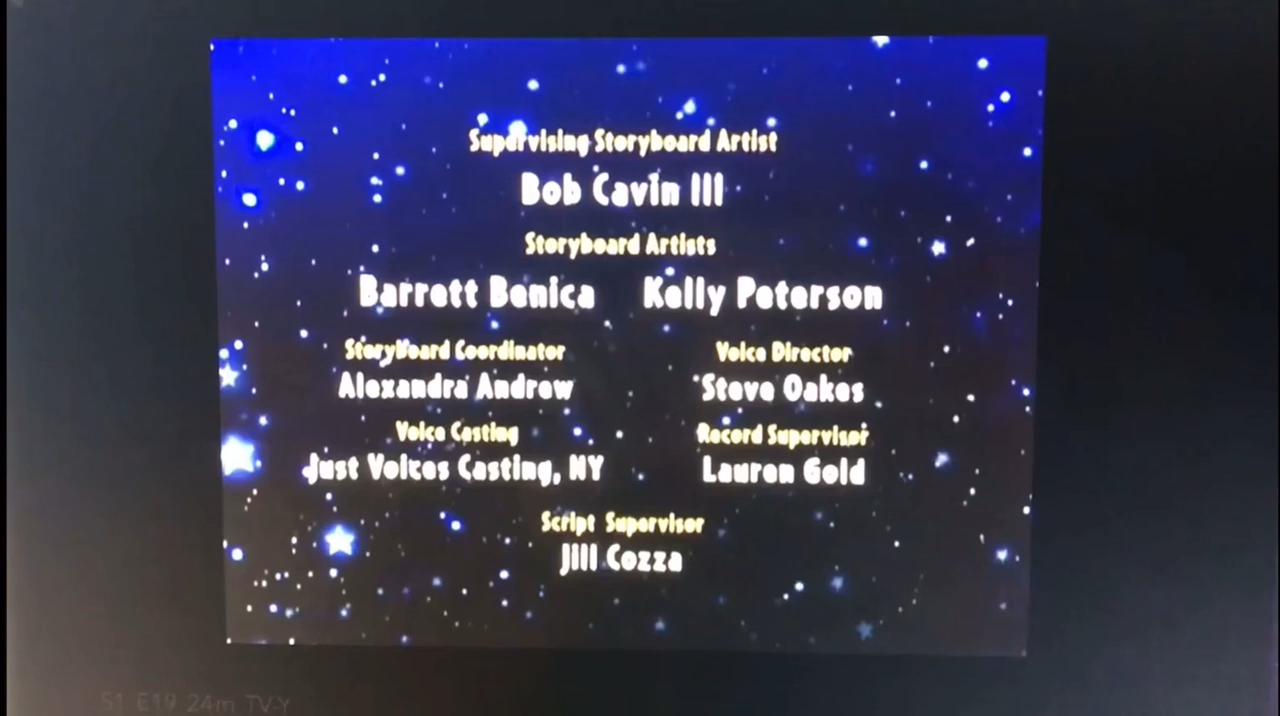 Supervising Storyboard Artist
Bob Cavin III
Storyboard Artists
Barrett Benica Kelly Peterson
Storyboard Coordinator Voice Director
Alexandra Andrew Steve Oakes
Voice Casting Record Supervisor
Just Voices Casting, NY Lauren Gold
Script Supervisor
Jill Cozza
S1 E19 24m TV-Y